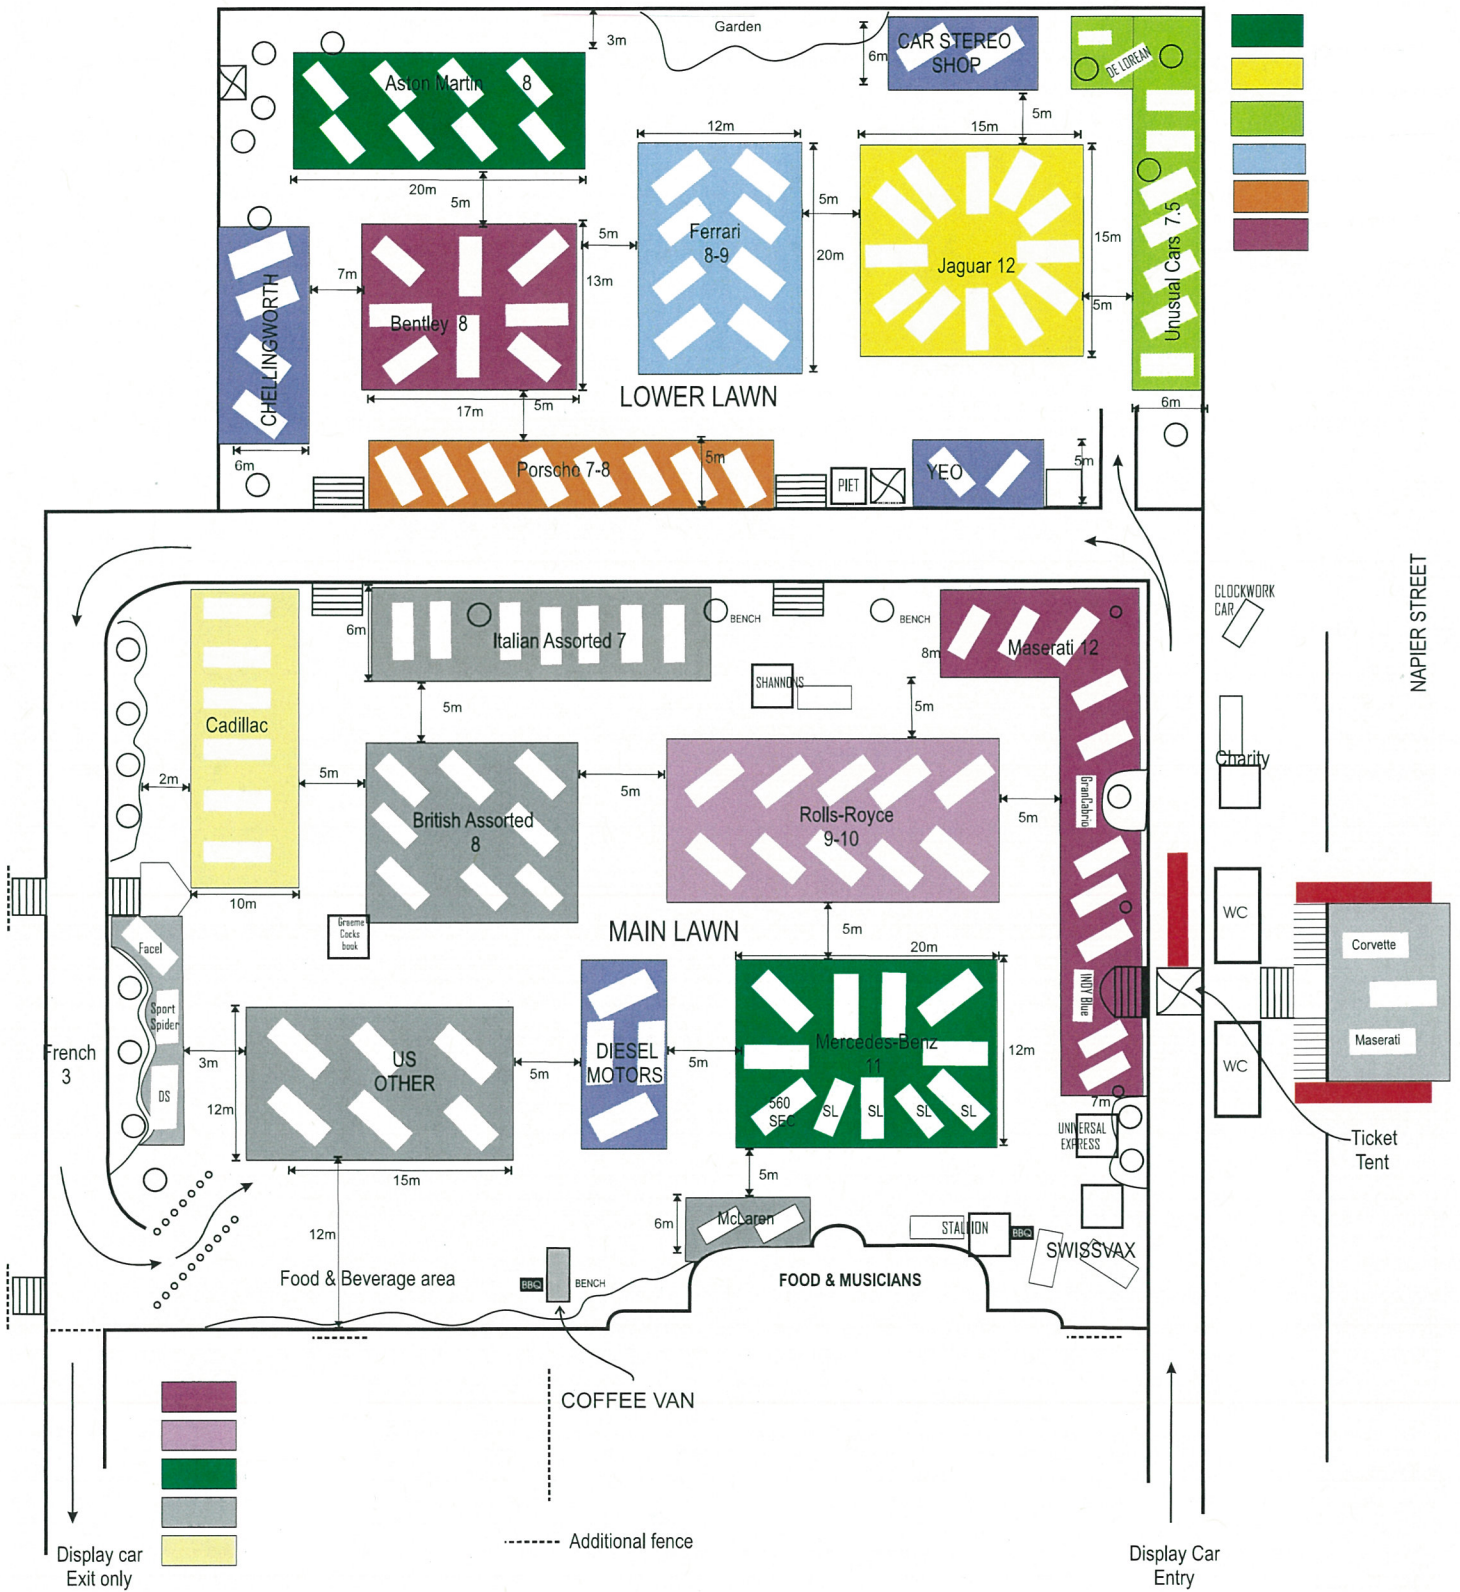 Garden
3m
6m
CAR STEREO
SHOP
DE LOREAN
Aston Martin 8
5m
12m
15m
20m
5m
5m
5m
Ferrari
8-9
20m
15m
Jaguar 12
Unusual Cars 7.5
7m
13m
5m
CHELLINGWORTH
Bentley 8
LOWER LAWN
17m
5m
6m
6m
Porsche 7-8
5m
PIET
YEO
5m
NAPIER STREET
CLOCKWORK
CAR
6m
Italian Assorted 7
BENCH
BENCH
8m
Maserati 12
SHANNONS
5m
5m
Cadillac
Charity
2m
5m
5m
5m
GranCabrio
British Assorted
8
Rolls-Royce
9-10
10m
WC
Graeme
Cocks
book
MAIN LAWN
5m
20m
Facel
Corvette
INDY Blue
Sport
Spider
French
3
3m
US
OTHER
5m
DIESEL
MOTORS
5m
Mercedes-Benz
11
12m
Maserati
WC
DS
12m
560
SEC
SL
SL
SL
SL
7m
UNIVERSAL
EXPRESS
Ticket
Tent
15m
5m
6m
McLaren
STALLION
BBQ
SWISSVAX
12m
Food & Beverage area
BBQ
BENCH
FOOD & MUSICIANS
COFFEE VAN
Additional fence
Display car
Exit only
Display Car
Entry